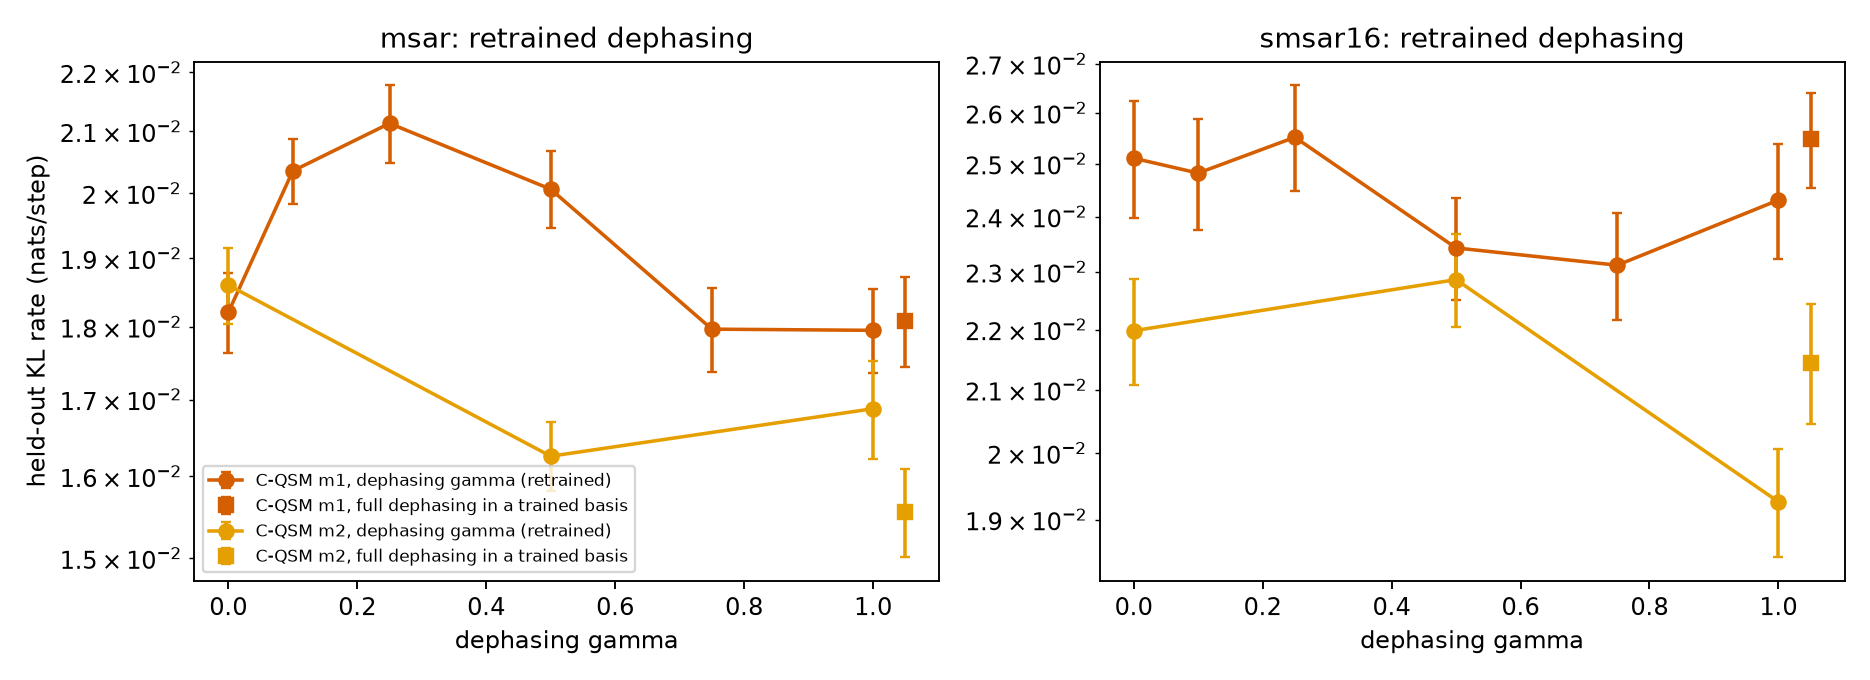 msar: retrained dephasing
2.2 × 10⁻²
2.1 × 10⁻²
2 × 10⁻²
1.9 × 10⁻²
1.8 × 10⁻²
1.7 × 10⁻²
1.6 × 10⁻²
1.5 × 10⁻²
held-out KL rate (nats/step)
C-QSM m1, dephasing gamma (retrained)
C-QSM m1, full dephasing in a trained basis
C-QSM m2, dephasing gamma (retrained)
C-QSM m2, full dephasing in a trained basis
0.0 0.2 0.4 0.6 0.8 1.0
dephasing gamma
smsar16: retrained dephasing
2.7 × 10⁻²
2.6 × 10⁻²
2.5 × 10⁻²
2.4 × 10⁻²
2.3 × 10⁻²
2.2 × 10⁻²
2.1 × 10⁻²
2 × 10⁻²
1.9 × 10⁻²
0.0 0.2 0.4 0.6 0.8 1.0
dephasing gamma